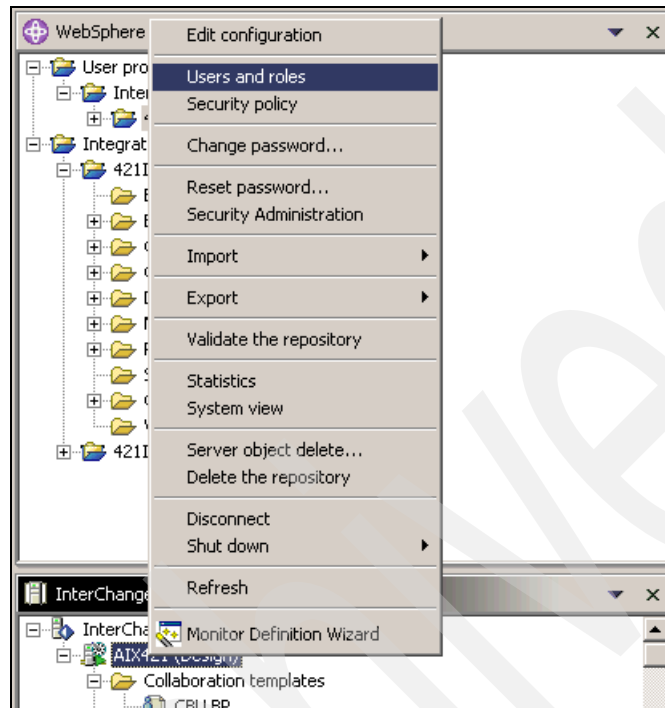 WebSphere
User pro
Inter
Integrat
421I
421I
Edit configuration
Users and roles
Security policy
Change password...
Reset password...
Security Administration
Import
Export
Validate the repository
Statistics
System view
Server object delete...
Delete the repository
Disconnect
Shut down
Refresh
Monitor Definition Wizard
InterChange
InterCha
AIX421 (Design)
Collaboration templates